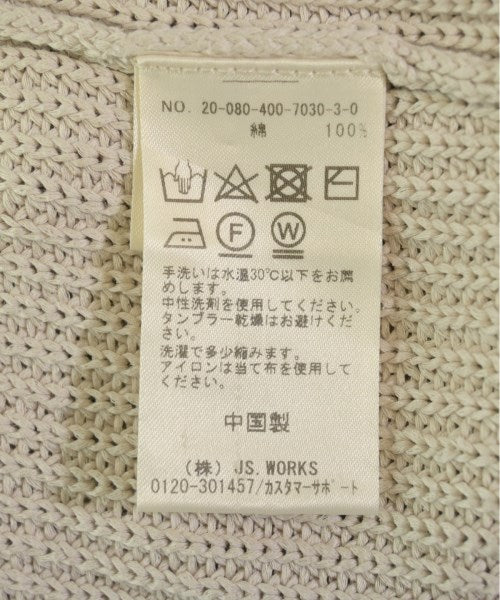 NO. 20-080-400-7030-3-0
綿 100%
F W
手洗いは水温30℃以下をお薦
めします。
中性洗剤を使用してください。
タンブラー乾燥はお避けくだ
さい。
洗濯で多少縮みます。
アイロンは当て布を使用して
ください。
中国製
(株) JS.WORKS
0120-301457/カスタマーサポート